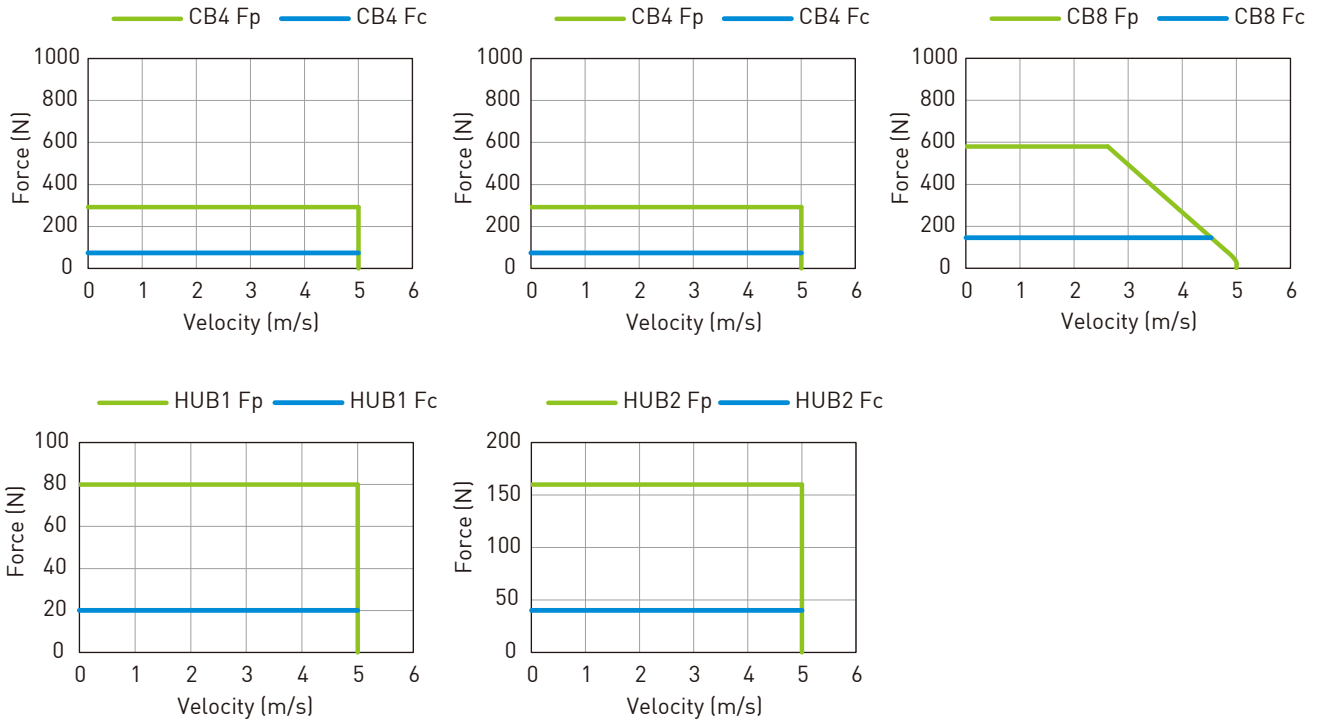 CB4 Fp CB4 Fc
1000
800
600
400
200
0
Force (N)
0 1 2 3 4 5 6
Velocity (m/s)
CB4 Fp CB4 Fc
1000
800
600
400
200
0
Force (N)
0 1 2 3 4 5 6
Velocity (m/s)
CB8 Fp CB8 Fc
1000
800
600
400
200
0
Force (N)
0 1 2 3 4 5 6
Velocity (m/s)
HUB1 Fp HUB1 Fc
100
80
60
40
20
0
Force (N)
0 1 2 3 4 5 6
Velocity (m/s)
HUB2 Fp HUB2 Fc
200
150
100
50
0
Force (N)
0 1 2 3 4 5 6
Velocity (m/s)